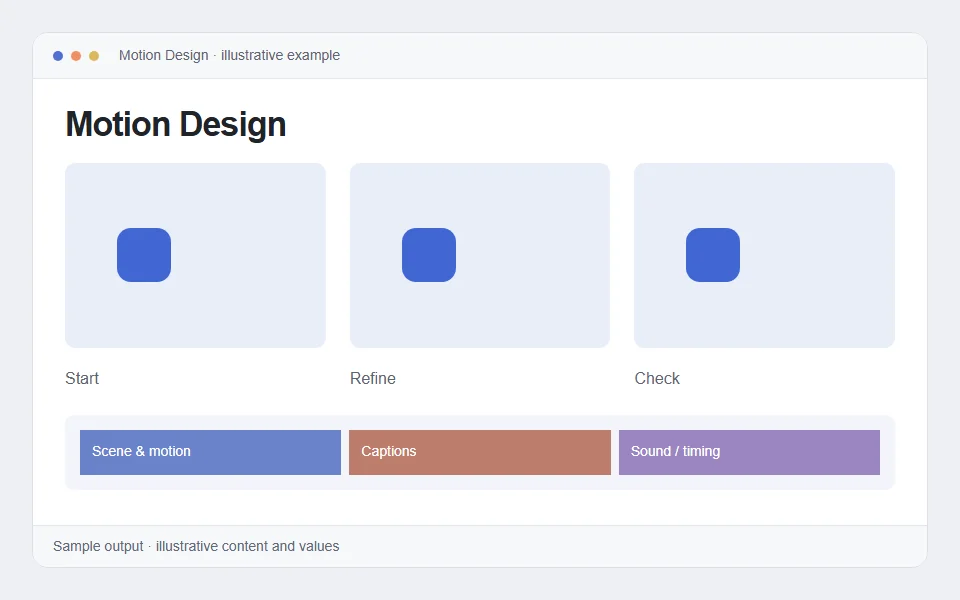 Motion Design · illustrative example
Motion Design
Start
Refine
Check
Scene & motion
Captions
Sound / timing
Sample output · illustrative content and values